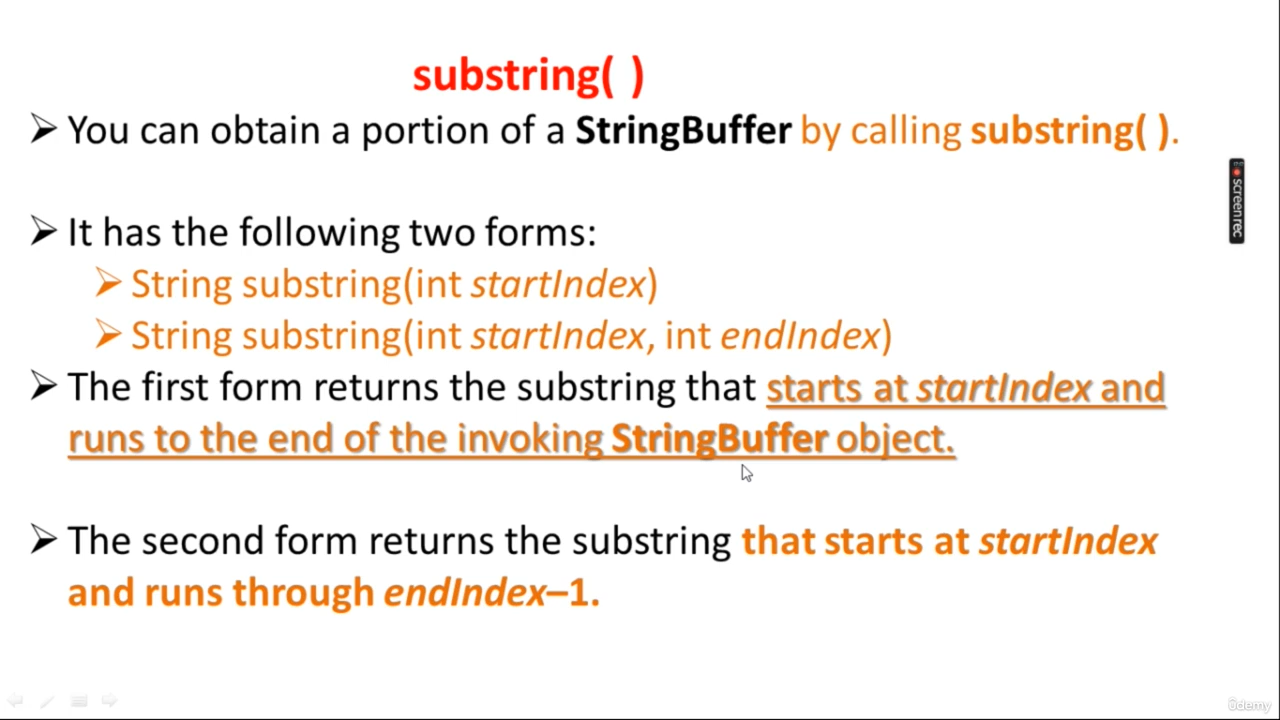 substring( )
➢ You can obtain a portion of a StringBuffer by calling substring( ).
➢ It has the following two forms:
➢ String substring(int startIndex)
➢ String substring(int startIndex, int endIndex)
➢ The first form returns the substring that starts at startIndex and
runs to the end of the invoking StringBuffer object.
➢ The second form returns the substring that starts at startIndex
and runs through endIndex–1.
screenrec
ûdemy